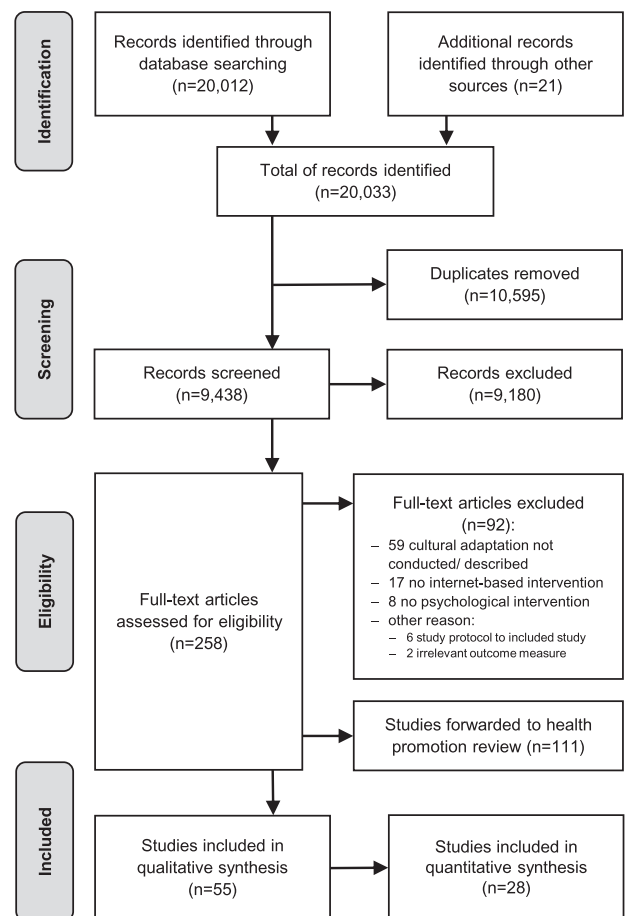 Identification
Records identified through
database searching
(n=20,012)
Additional records
identified through other
sources (n=21)
Total of records identified
(n=20,033)
Screening
Duplicates removed
(n=10,595)
Records screened
(n=9,438)
Records excluded
(n=9,180)
Eligibility
Full-text articles
assessed for eligibility
(n=258)
Full-text articles excluded
(n=92):
– 59 cultural adaptation not
conducted/ described
– 17 no internet-based intervention
– 8 no psychological intervention
– other reason:
– 6 study protocol to included study
– 2 irrelevant outcome measure
Studies forwarded to health
promotion review (n=111)
Included
Studies included in
qualitative synthesis
(n=55)
Studies included in
quantitative synthesis
(n=28)